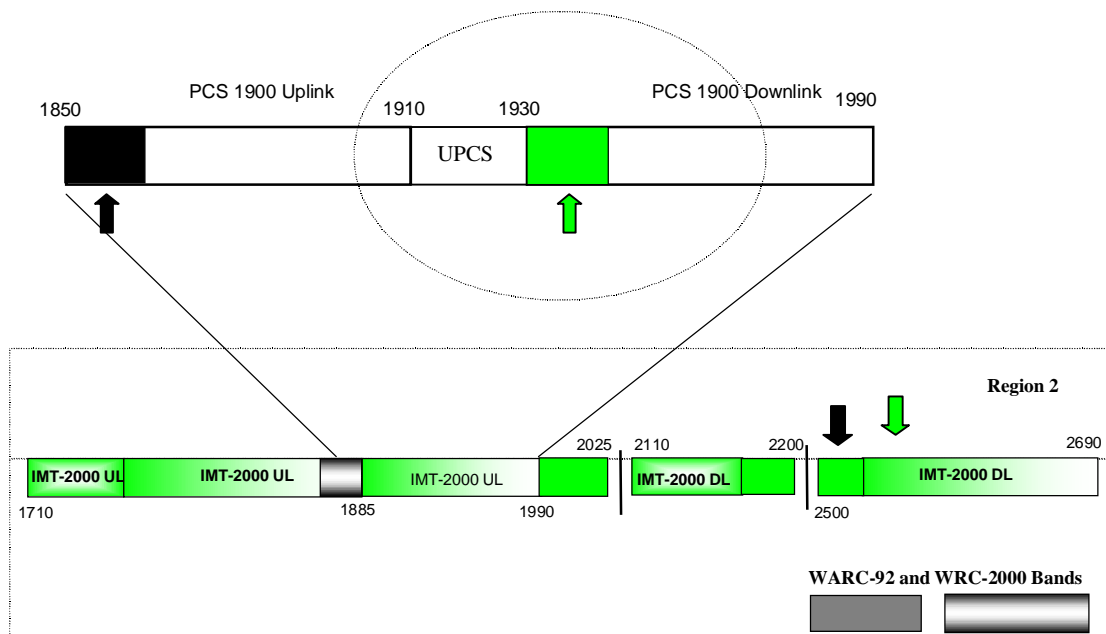 PCS 1900 Uplink
PCS 1900 Downlink
1850
1910
1930
1990
UPCS
Region 2
2025
2110
2200
2690
IMT-2000 UL
IMT-2000 UL
IMT-2000 UL
IMT-2000 DL
IMT-2000 DL
1710
1885
1990
2500
WARC-92 and WRC-2000 Bands